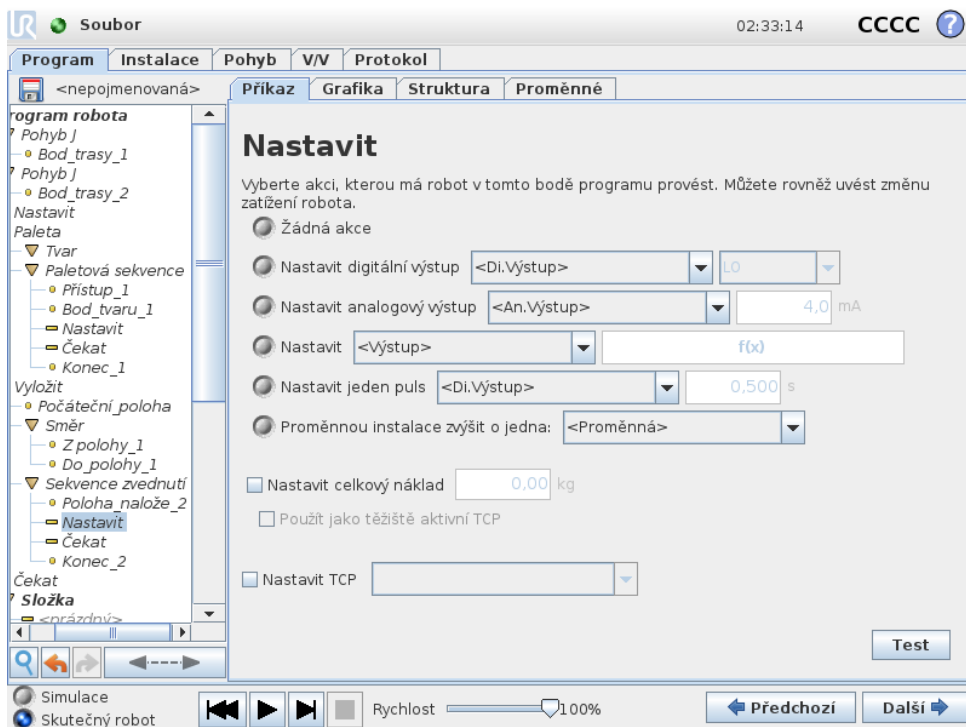 UR Soubor 02:33:14 CCCC ?
Program Instalace Pohyb V/V Protokol
<nepojmenovaná> Příkaz Grafika Struktura Proměnné
rogram robota
Pohyb J
Bod_trasy_1
Pohyb J
Bod_trasy_2
Nastavit
Paleta
Tvar
Paletová sekvence
Přístup_1
Bod_tvaru_1
Nastavit
Čekat
Konec_1
Vyložit
Počáteční_poloha
Směr
Z_polohy_1
Do_polohy_1
Sekvence zvednutí
Poloha_nalože_2
Nastavit
Čekat
Konec_2
Čekat
Složka
<prázdný>
Nastavit
Vyberte akci, kterou má robot v tomto bodě programu provést. Můžete rovněž uvést změnu
zatížení robota.
Žádná akce
Nastavit digitální výstup <Di.Výstup> LO
Nastavit analogový výstup <An.Výstup> 4,0 mA
Nastavit <Výstup> f(x)
Nastavit jeden puls <Di.Výstup> 0,500 s
Proměnnou instalace zvýšit o jedna: <Proměnná>
Nastavit celkový náklad 0,00 kg
Použít jako těžiště aktivní TCP
Nastavit TCP
Test
Simulace
Skutečný robot
Rychlost 100%
Předchozí Další